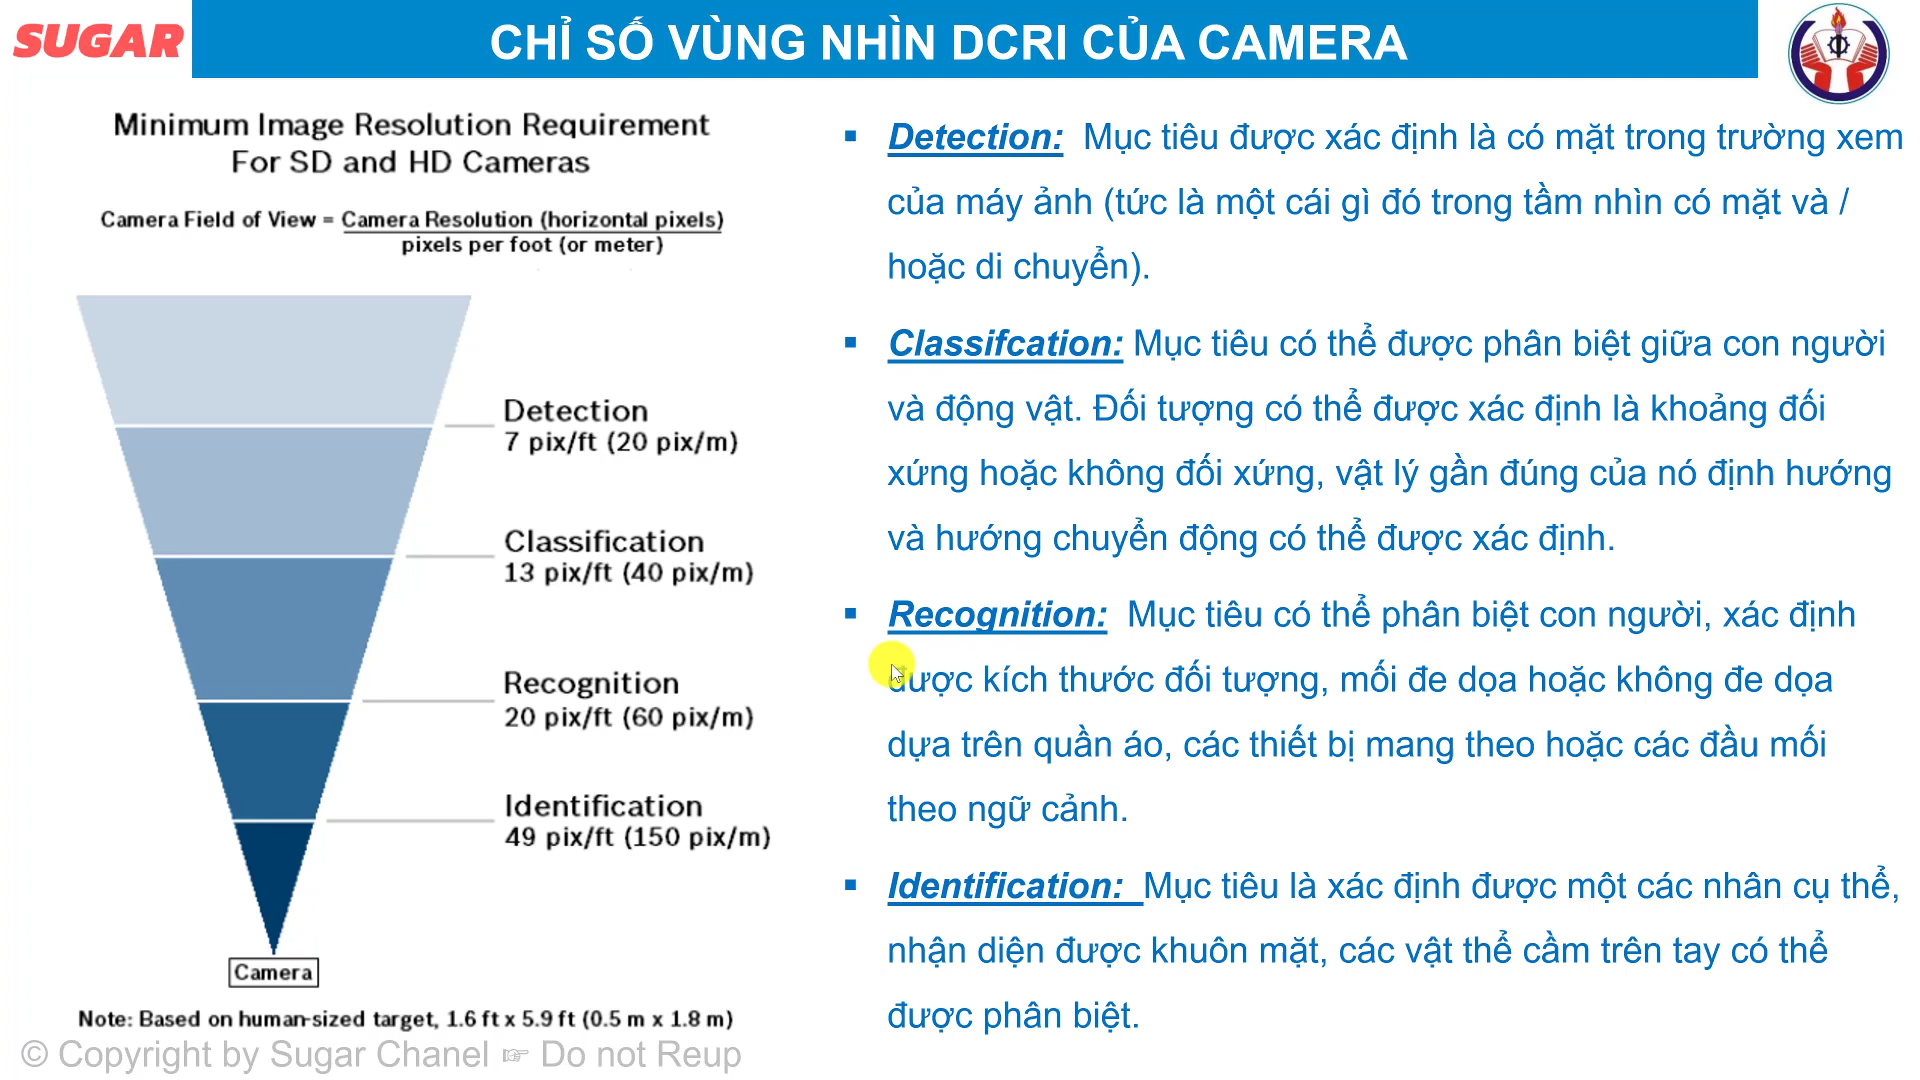 SUGAR
CHỈ SỐ VÙNG NHÌN DCRI CỦA CAMERA
Minimum Image Resolution Requirement
For SD and HD Cameras
Camera Field of View = Camera Resolution (horizontal pixels)
pixels per foot (or meter)
Detection
7 pix/ft (20 pix/m)
Classification
13 pix/ft (40 pix/m)
Recognition
20 pix/ft (60 pix/m)
Identification
49 pix/ft (150 pix/m)
Camera
Note: Based on human-sized target, 1.6 ft x 5.9 ft (0.5 m x 1.8 m)
© Copyright by Sugar Chanel ☞ Do not Reup
▪ Detection: Mục tiêu được xác định là có mặt trong trường xem
của máy ảnh (tức là một cái gì đó trong tầm nhìn có mặt và /
hoặc di chuyển).
▪ Classifcation: Mục tiêu có thể được phân biệt giữa con người
và động vật. Đối tượng có thể được xác định là khoảng đối
xứng hoặc không đối xứng, vật lý gần đúng của nó định hướng
và hướng chuyển động có thể được xác định.
▪ Recognition: Mục tiêu có thể phân biệt con người, xác định
được kích thước đối tượng, mối đe dọa hoặc không đe dọa
dựa trên quần áo, các thiết bị mang theo hoặc các đầu mối
theo ngữ cảnh.
▪ Identification: Mục tiêu là xác định được một các nhân cụ thể,
nhận diện được khuôn mặt, các vật thể cầm trên tay có thể
được phân biệt.